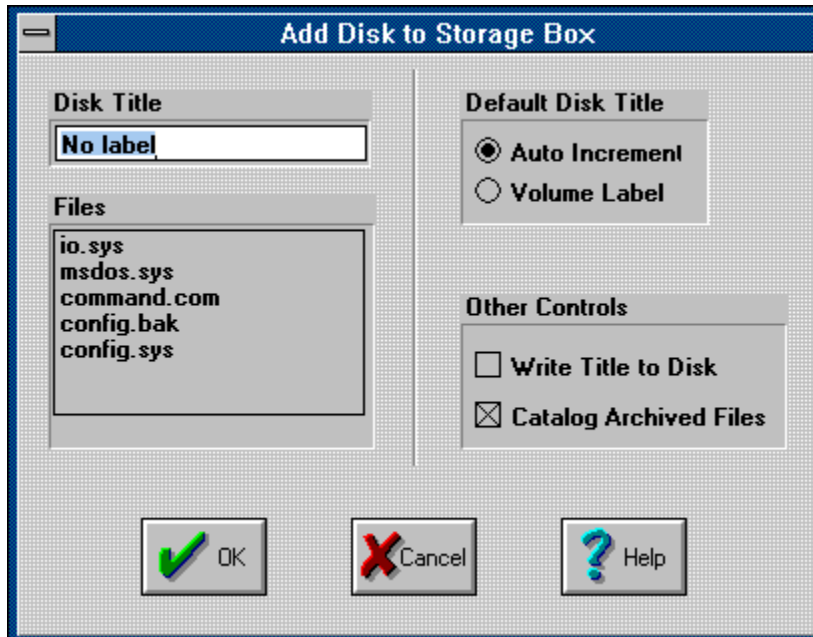 Add Disk to Storage Box
Disk Title
No label
Files
io.sys
msdos.sys
command.com
config.bak
config.sys
Default Disk Title
Auto Increment
Volume Label
Other Controls
Write Title to Disk
Catalog Archived Files
OK
Cancel
Help